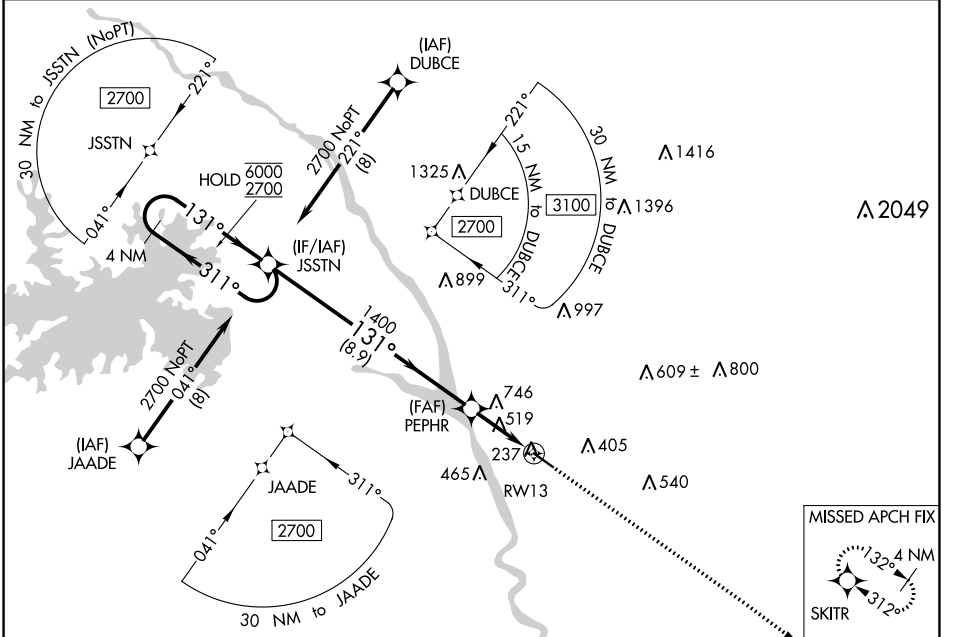 30 NM to JSSTN (NoPT)
2700
221°
JSSTN
041°
(IAF)
DUBCE
2700 NoPT
221°
(8)
HOLD
6000
2700
131°
4 NM
311°
(IF/IAF)
JSSTN
221°
15 NM to DUBCE
30 NM to DUBCE
1325
DUBCE
2700
3100
311°
1416
1396
2049
899
997
1400
131°
(8.9)
2700 NoPT
041°
(8)
(IAF)
JAADE
(FAF)
PEPHR
746
519
237
465
RW13
609 ±
800
405
540
JAADE
311°
041°
2700
30 NM to JAADE
MISSED APCH FIX
132°
4 NM
312°
SKITR